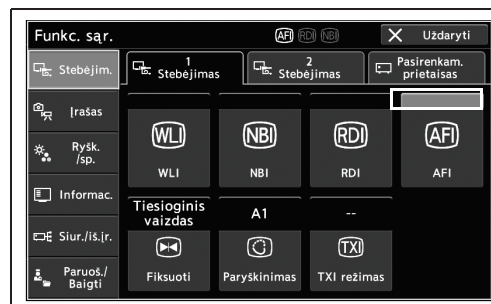 Funkc. sąr.
AFI RDI NBI
X Uždaryti
Stebėjim.
1
Stebėjimas
2
Stebėjimas
Pasirenkam.
prietaisas
Įrašas
Ryšk.
/sp.
Informac.
Siur./iš.įr.
Paruoš./
Baigti
WLI
NBI
RDI
AFI
WLI
NBI
RDI
AFI
Tiesioginis
vaizdas
A1
--
TXI
Fiksuoti
Paryškinimas
TXI režimas